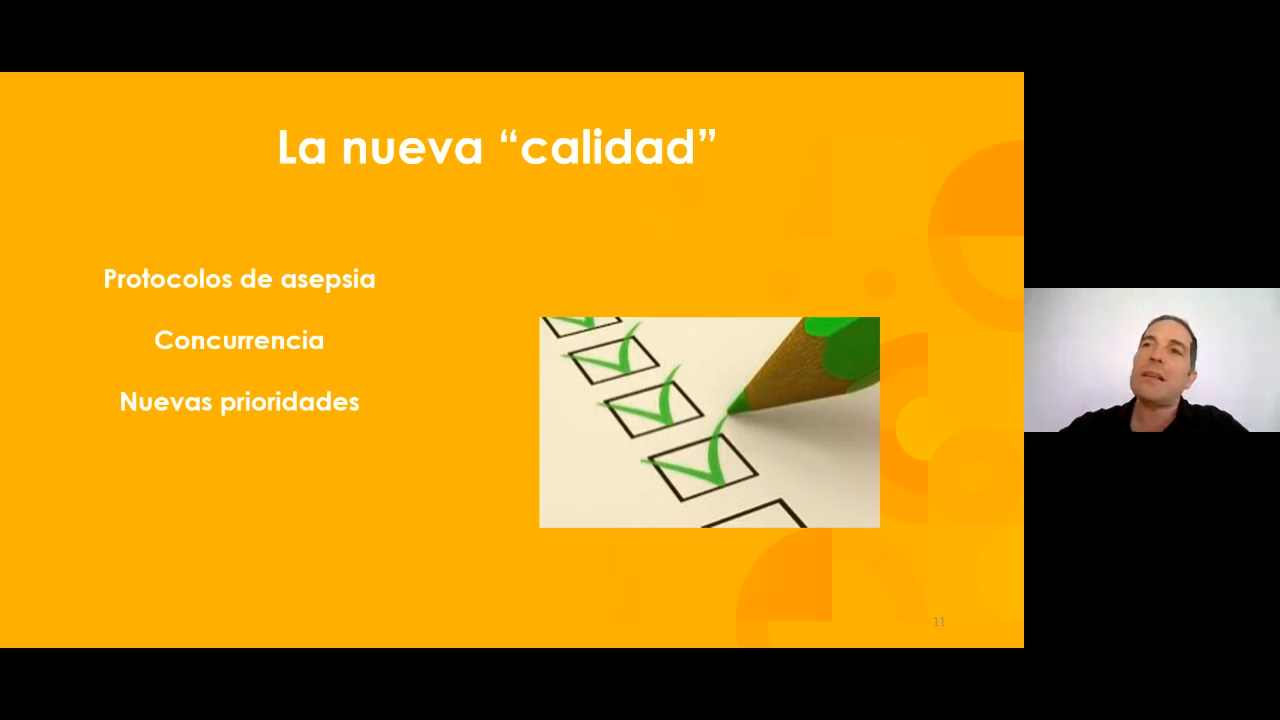 La nueva “calidad”
Protocolos de asepsia
Concurrencia
Nuevas prioridades
11